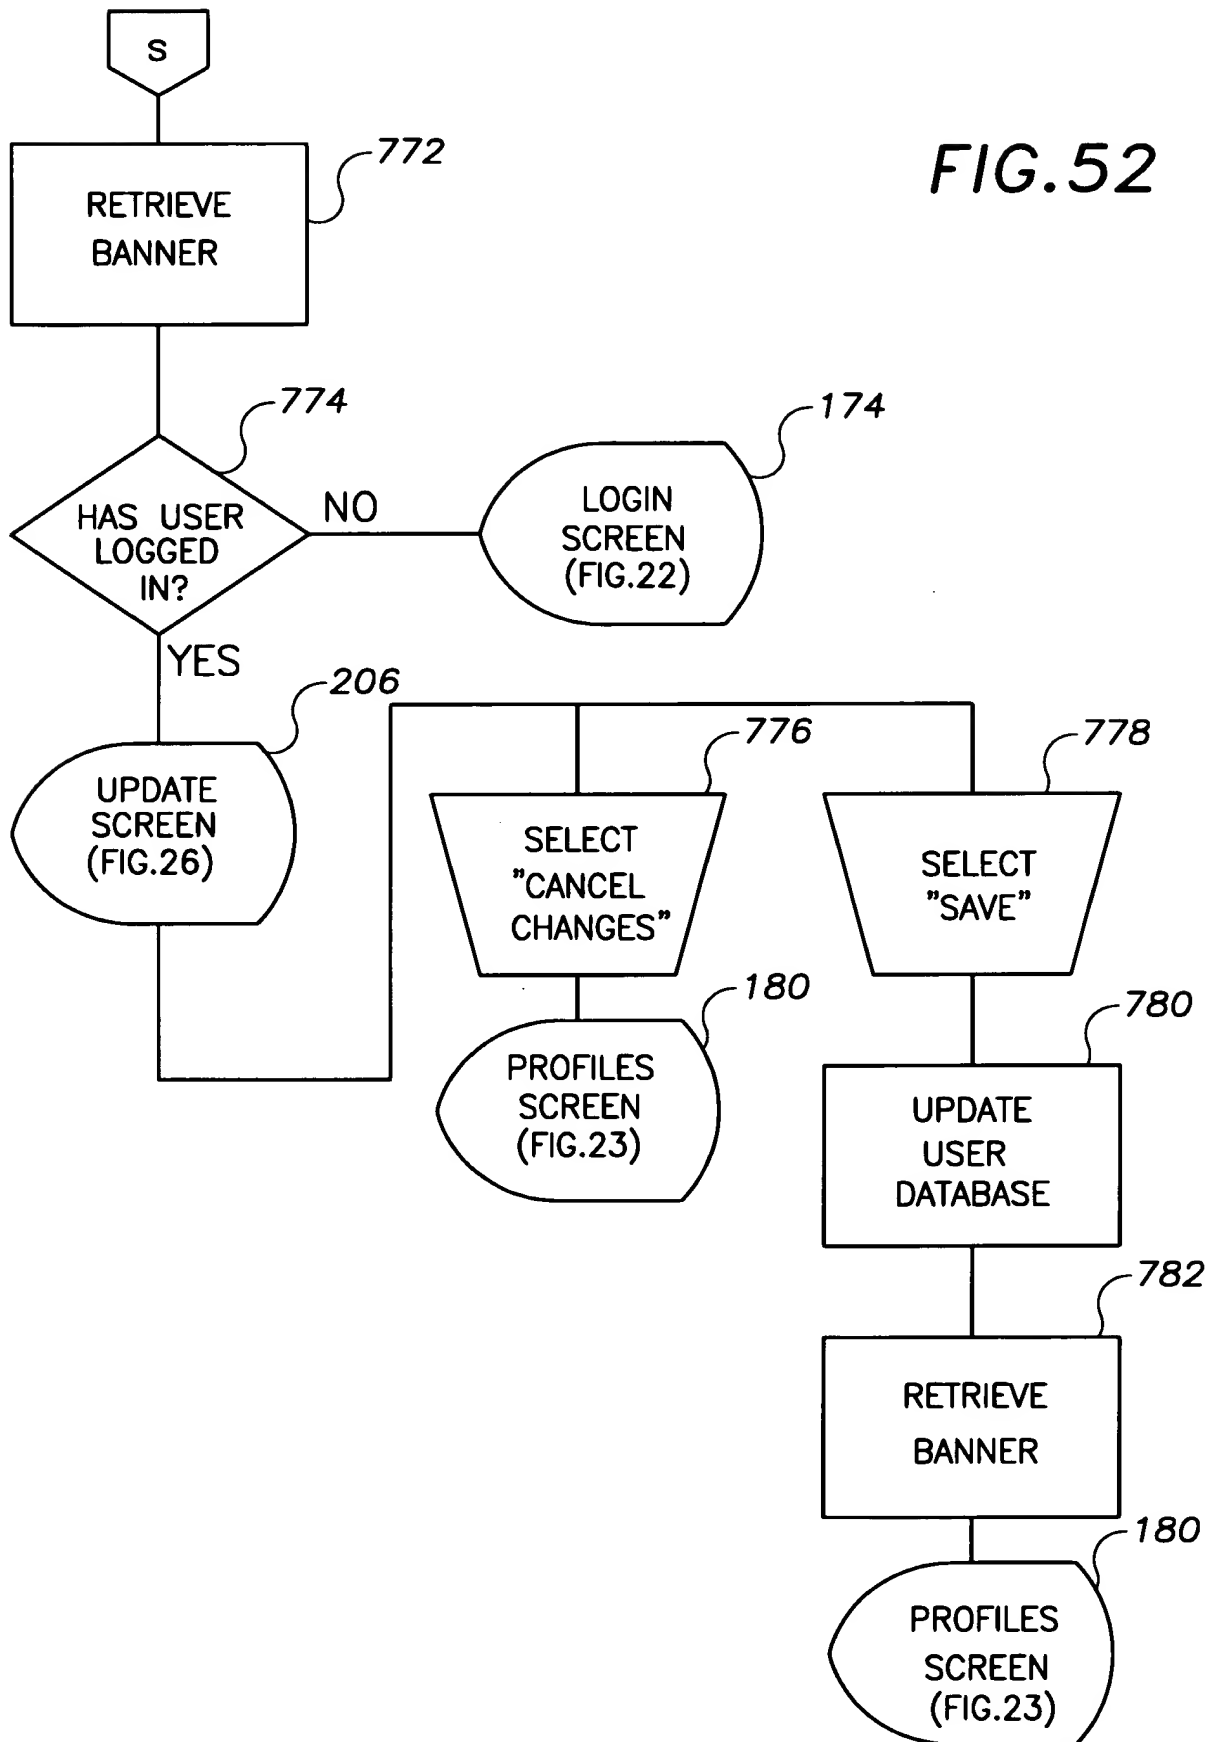 S
772
FIG.52
RETRIEVE
BANNER
774
174
HAS USER
LOGGED
IN?
NO
LOGIN
SCREEN
(FIG.22)
YES
206
776
778
UPDATE
SCREEN
(FIG.26)
SELECT
"CANCEL
CHANGES"
SELECT
"SAVE"
180
780
PROFILES
SCREEN
(FIG.23)
UPDATE
USER
DATABASE
782
RETRIEVE
BANNER
180
PROFILES
SCREEN
(FIG.23)